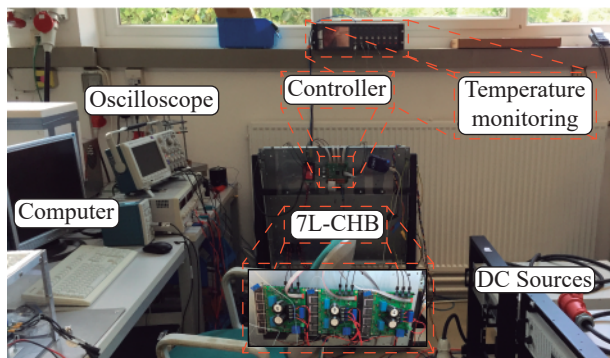 Oscilloscope
Controller
Temperature
monitoring
Computer
7L-CHB
DC Sources